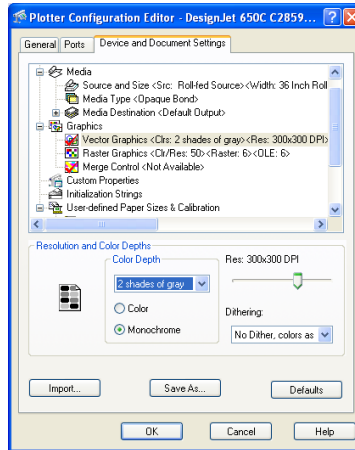 Plotter Configuration Editor - DesignJet 650C C2859...
General Ports Device and Document Settings
Media
Source and Size <Src: Roll-fed Source> <Width: 36 Inch Roll
Media Type <Opaque Bond>
Media Destination <Default Output>
Graphics
Vector Graphics <Clrs: 2 shades of gray> <Res: 300x300 DPI>
Raster Graphics <Clr/Res: 50> <Raster: 6> <OLE: 6>
Merge Control <Not Available>
Custom Properties
Initialization Strings
User-defined Paper Sizes & Calibration
Resolution and Color Depths
Color Depth
Res: 300x300 DPI
2 shades of gray
Color
Dithering:
Monochrome
No Dither, colors as
Import...
Save As...
Defaults
OK
Cancel
Help